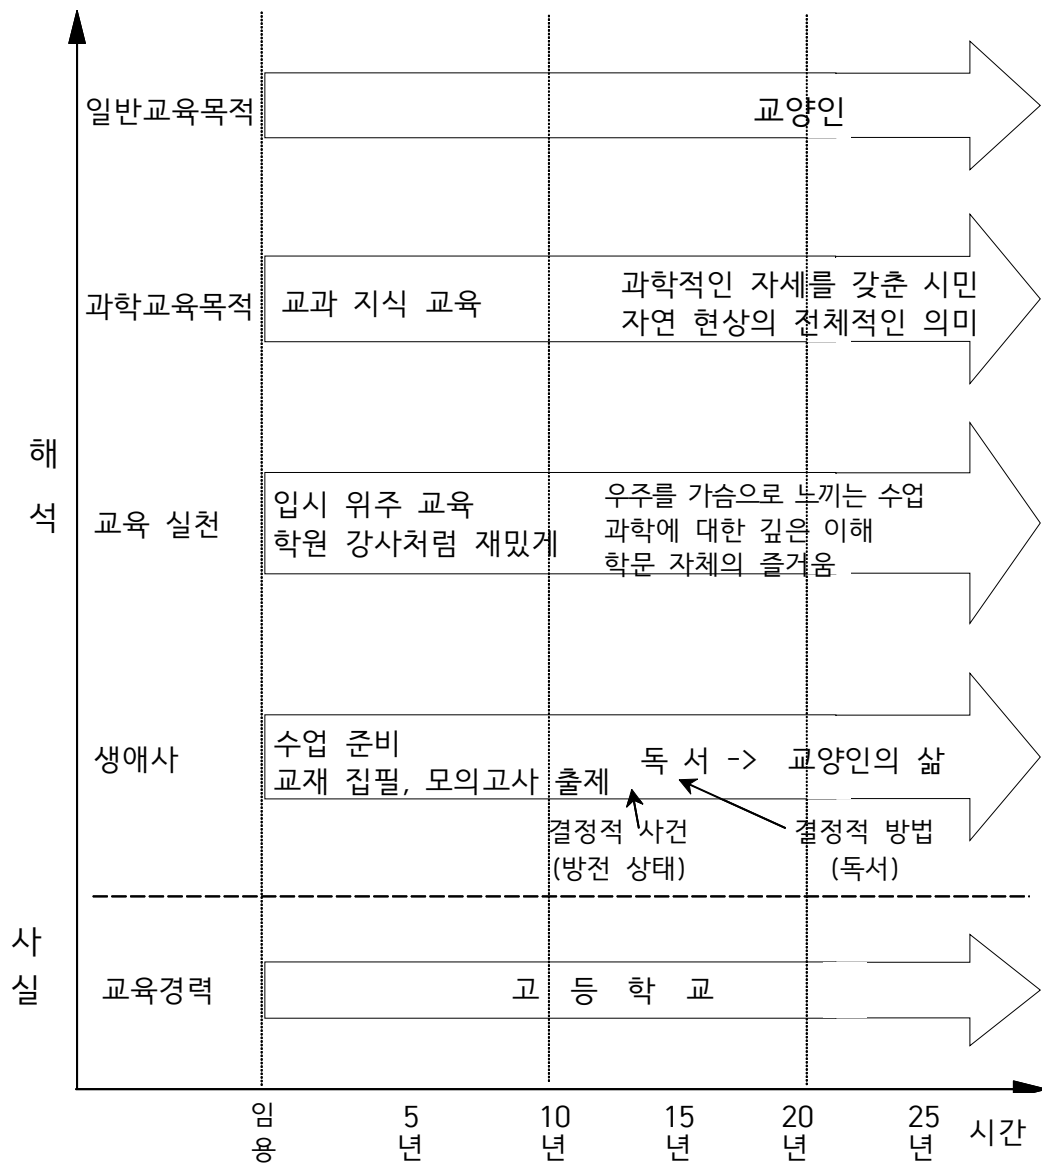 일반교육목적
교양인
과학교육목적
교과 지식 교육
과학적인 자세를 갖춘 시민
자연 현상의 전체적인 의미
해
석
교육 실천
입시 위주 교육
학원 강사처럼 재밌게
우주를 가슴으로 느끼는 수업
과학에 대한 깊은 이해
학문 자체의 즐거움
생애사
수업 준비
교재 집필, 모의고사 출제
독 서 -> 교양인의 삶
결정적 사건
(방전 상태)
결정적 방법
(독서)
사
실
교육경력
고 등 학 교
임
용
5
년
10
년
15
년
20
년
25
년
시간